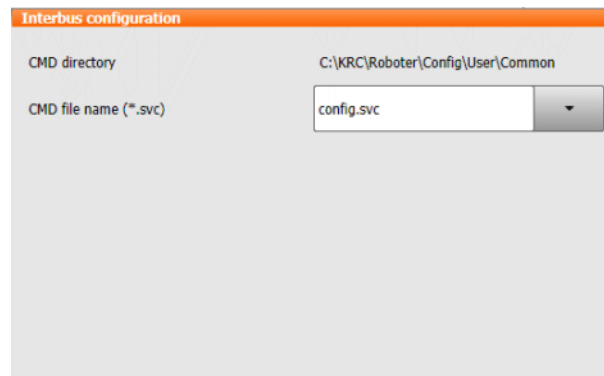 Interbus configuration
CMD directory C:\KRC\Roboter\Config\User\Common
CMD file name (*.svc) config.svc